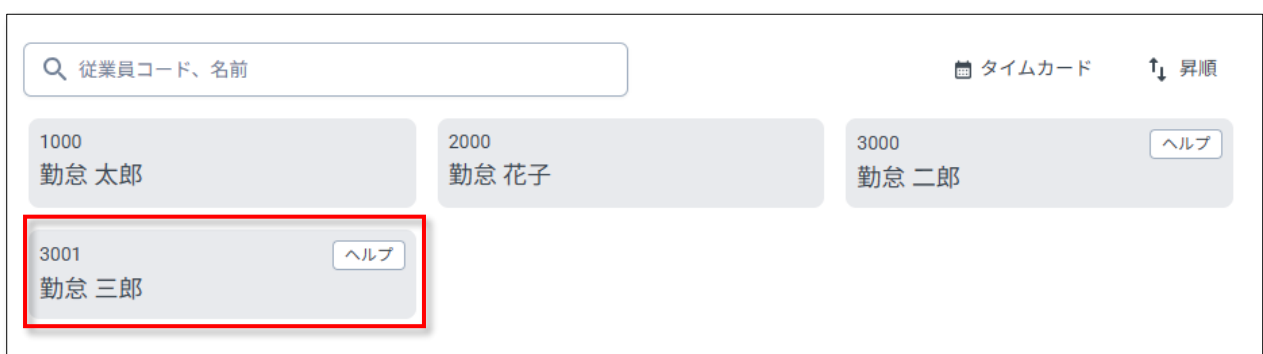 従業員コード、名前
タイムカード
昇順
1000
勤怠 太郎
2000
勤怠 花子
3000
ヘルプ
勤怠 二郎
3001
ヘルプ
勤怠 三郎